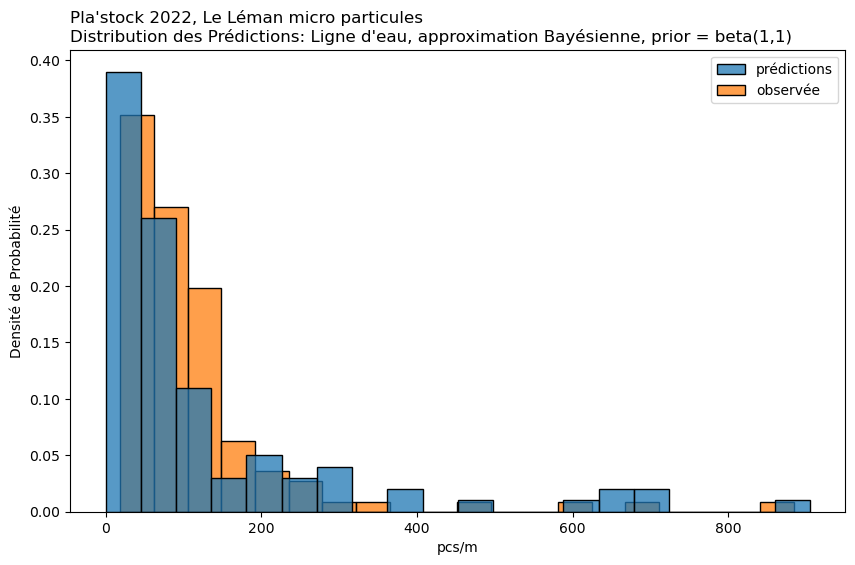 Pla'stock 2022, Le Léman micro particules
Distribution des Prédictions: Ligne d'eau, approximation Bayésienne, prior = beta(1,1)
0.40
0.35
0.30
0.25
0.20
0.15
0.10
0.05
0.00
Densité de Probabilité
prédictions
observée
0
200
400
600
800
pcs/m